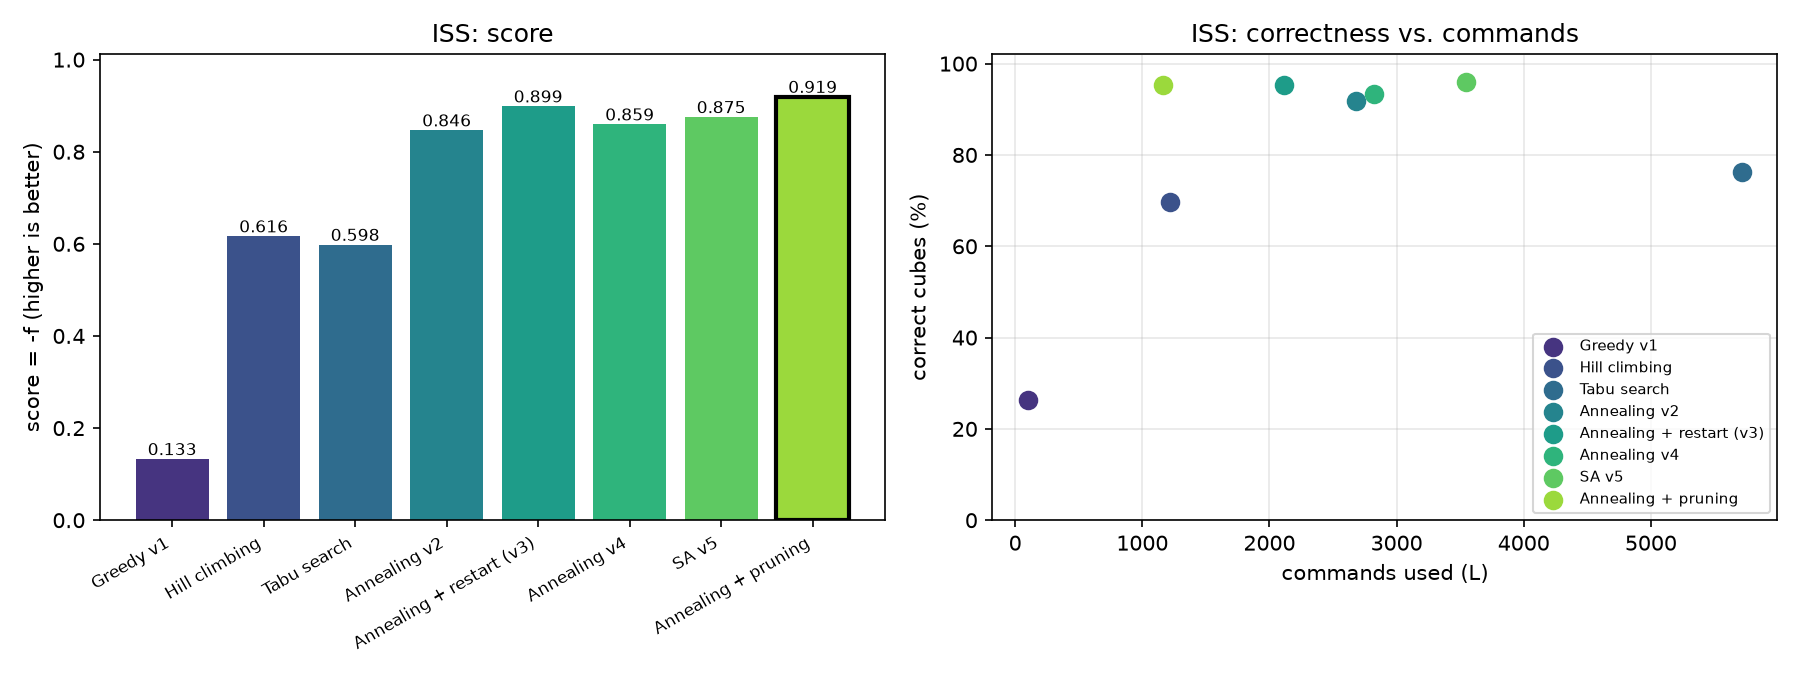 ISS: score
score = -f (higher is better)
1.0
0.8
0.6
0.4
0.2
0.0
0.133
0.616
0.598
0.846
0.899
0.859
0.875
0.919
Greedy v1
Hill climbing
Tabu search
Annealing v2
Annealing + restart (v3)
Annealing v4
SA v5
Annealing + pruning
ISS: correctness vs. commands
correct cubes (%)
100
80
60
40
20
0
0
1000
2000
3000
4000
5000
commands used (L)
Greedy v1
Hill climbing
Tabu search
Annealing v2
Annealing + restart (v3)
Annealing v4
SA v5
Annealing + pruning